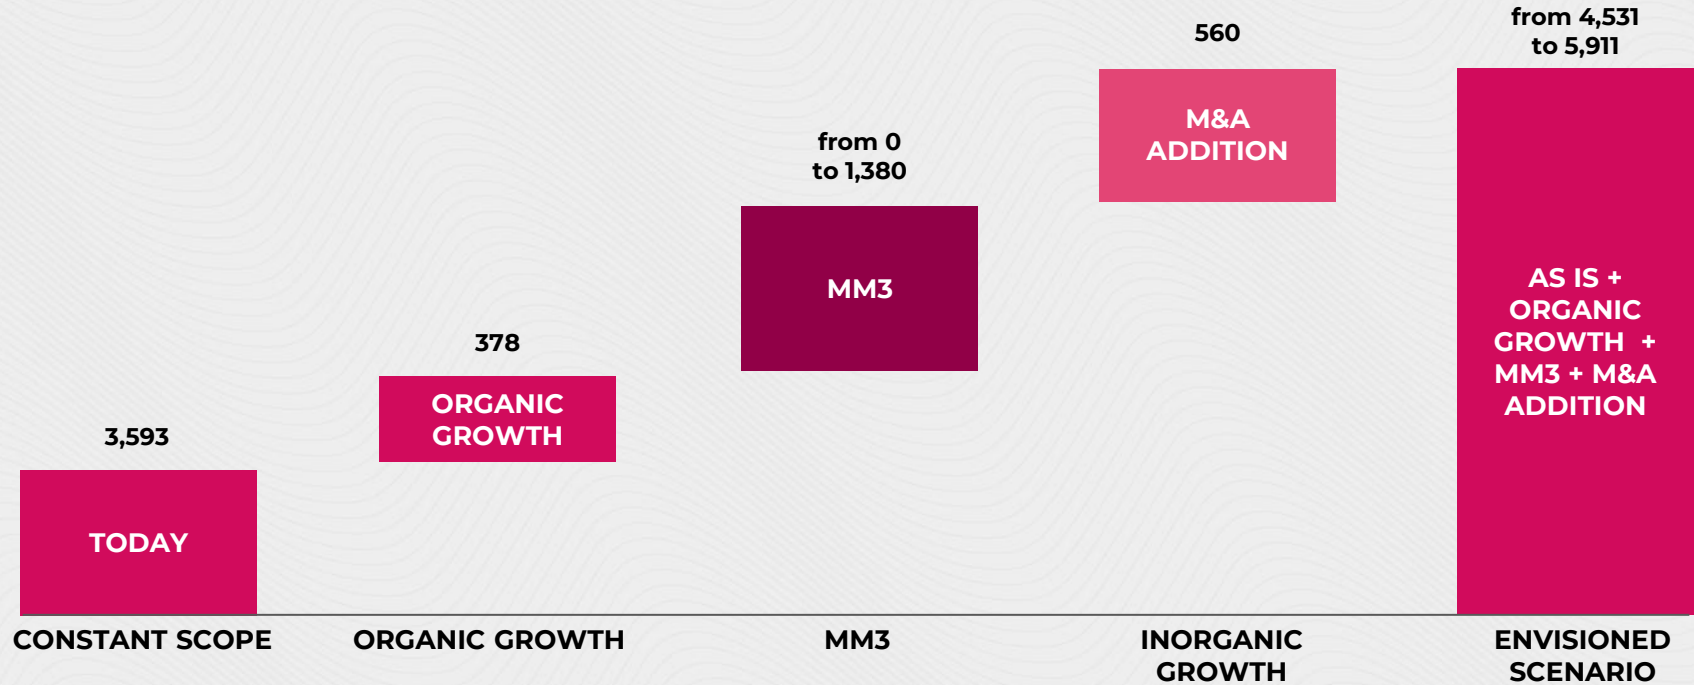 3,593
TODAY
CONSTANT SCOPE
378
ORGANIC
GROWTH
ORGANIC GROWTH
from 0
to 1,380
MM3
MM3
560
M&A
ADDITION
INORGANIC
GROWTH
from 4,531
to 5,911
AS IS +
ORGANIC
GROWTH +
MM3 + M&A
ADDITION
ENVISIONED
SCENARIO